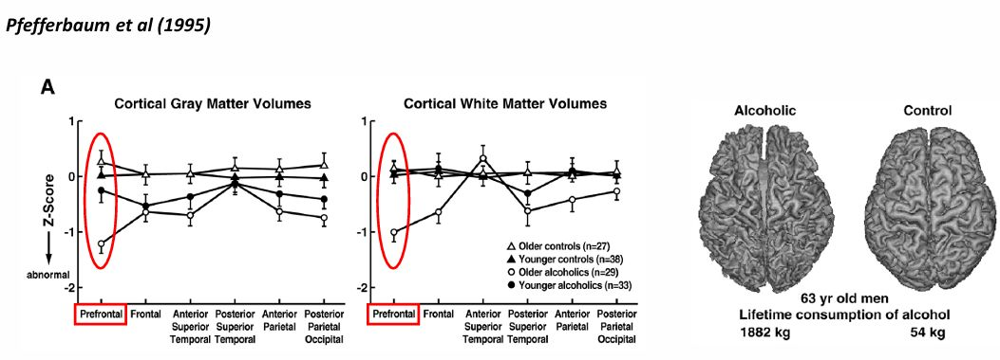 Pfefferbaum et al (1995)
A
Cortical Gray Matter Volumes
1
0
-1
-2
Z-Score
abnormal
Prefrontal
Frontal
Anterior
Superior
Temporal
Posterior
Superior
Temporal
Anterior
Parietal
Posterior
Parietal
Occipital
Cortical White Matter Volumes
1
0
-1
-2
Older controls (n=27)
Younger controls (n=38)
Older alcoholics (n=29)
Younger alcoholics (n=33)
Prefrontal
Frontal
Anterior
Superior
Temporal
Posterior
Superior
Temporal
Anterior
Parietal
Posterior
Parietal
Occipital
Alcoholic
Control
63 yr old men
Lifetime consumption of alcohol
1882 kg
54 kg